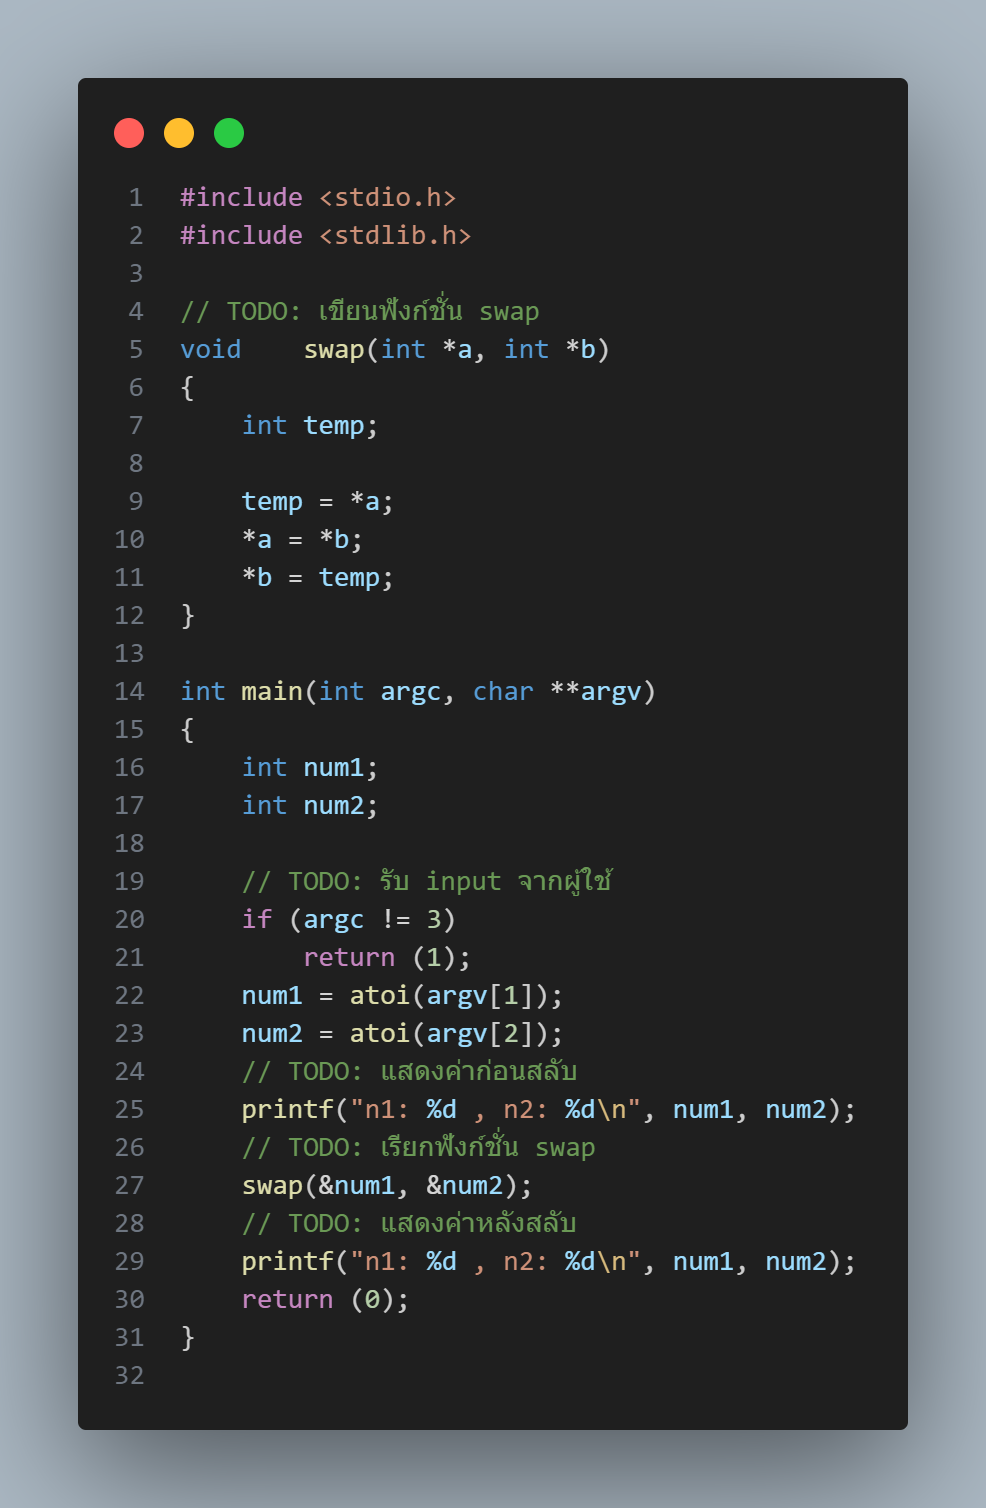 1 #include <stdio.h>
2 #include <stdlib.h>
3
4 // TODO: เขียนฟังก์ชั่น swap
5 void    swap(int *a, int *b)
6 {
7     int temp;
8
9     temp = *a;
10     *a = *b;
11     *b = temp;
12 }
13
14 int main(int argc, char **argv)
15 {
16     int num1;
17     int num2;
18
19     // TODO: รับ input จากผู้ใช้
20     if (argc != 3)
21         return (1);
22     num1 = atoi(argv[1]);
23     num2 = atoi(argv[2]);
24     // TODO: แสดงค่าก่อนสลับ
25     printf("n1: %d , n2: %d\n", num1, num2);
26     // TODO: เรียกฟังก์ชั่น swap
27     swap(&num1, &num2);
28     // TODO: แสดงค่าหลังสลับ
29     printf("n1: %d , n2: %d\n", num1, num2);
30     return (0);
31 }
32